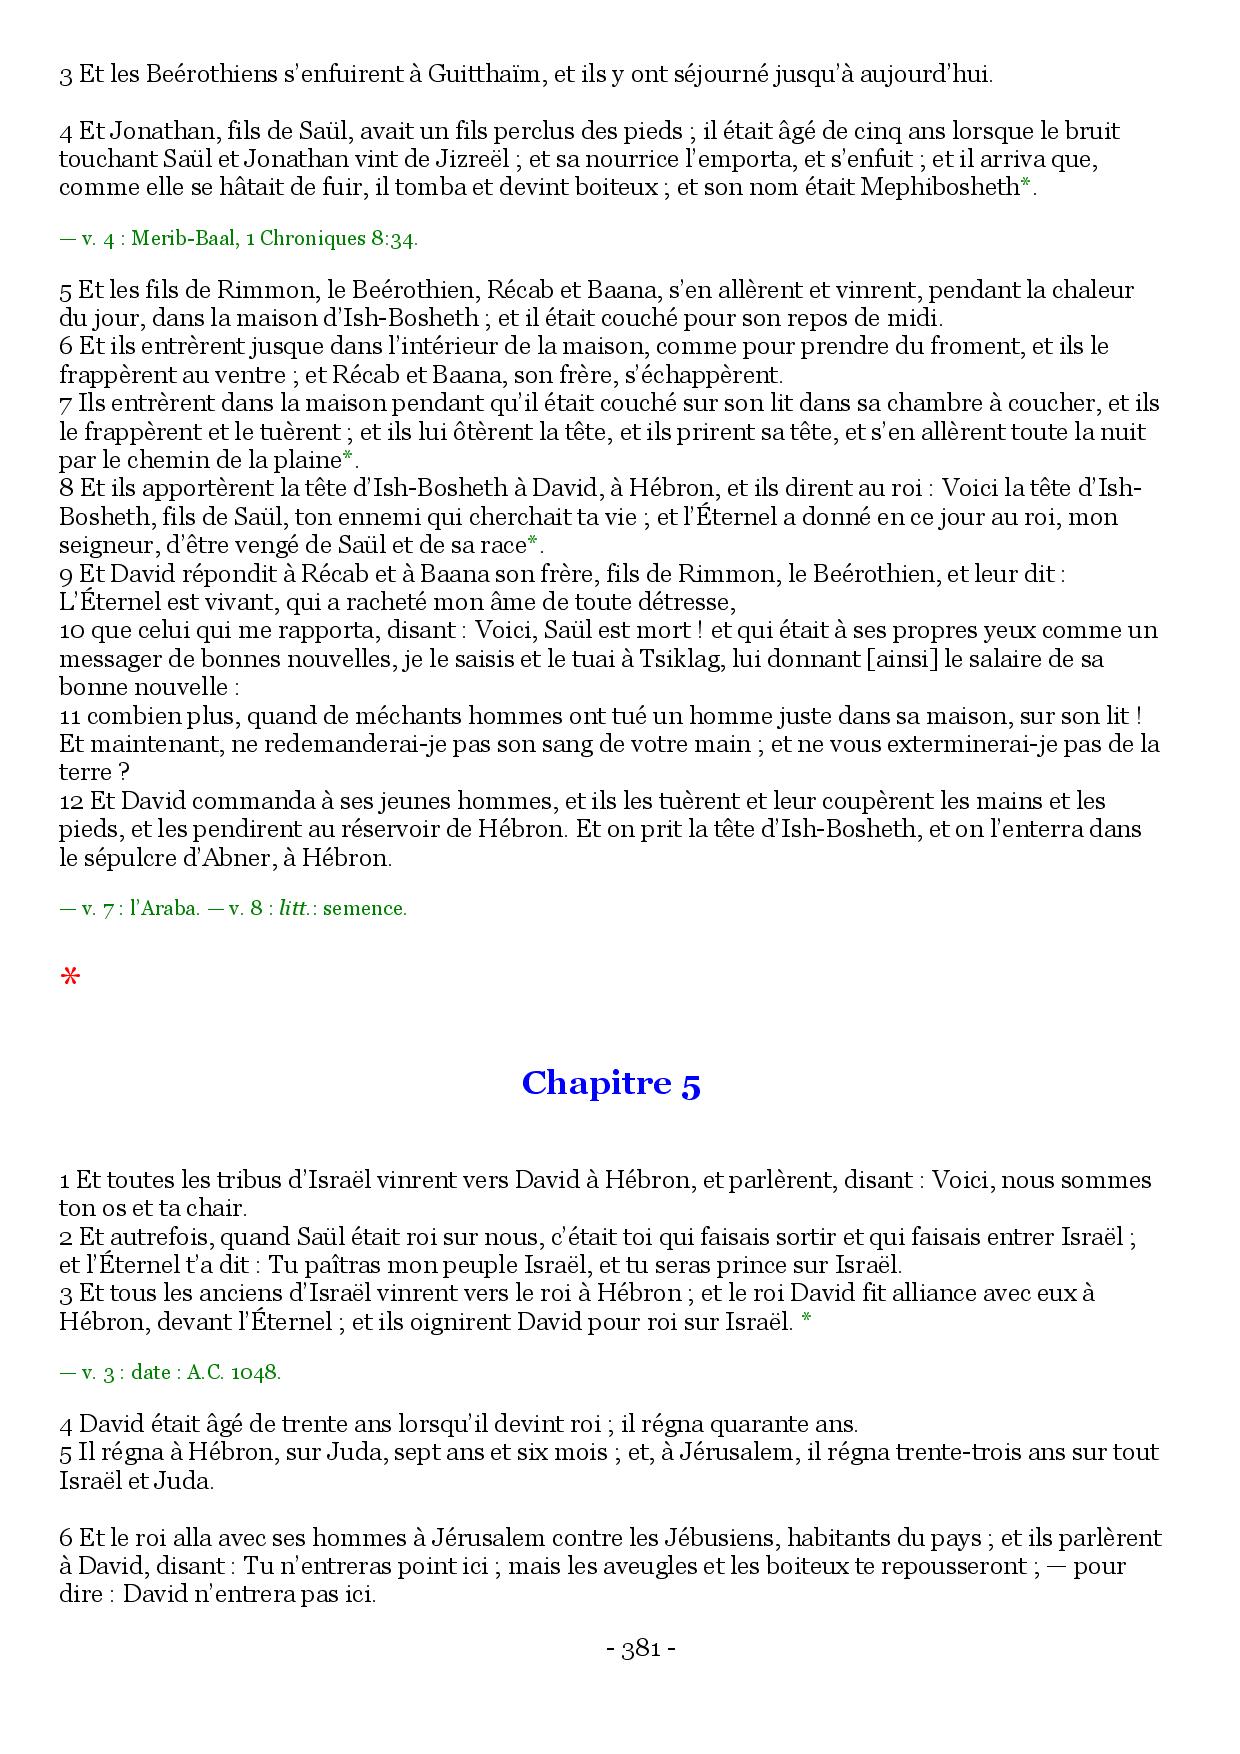 3 Et les Beérothiens s’enfuirent à Guitthaïm, et ils y ont séjourné jusqu’à aujourd’hui.
4 Et Jonathan, fils de Saül, avait un fils perclus des pieds ; il était âgé de cinq ans lorsque le bruit
touchant Saül et Jonathan vint de Jizreël ; et sa nourrice l’emporta, et s’enfuit ; et il arriva que,
comme elle se hâtait de fuir, il tomba et devint boiteux ; et son nom était Mephibosheth*.
— v. 4 : Merib-Baal, 1 Chroniques 8:34.
5 Et les fils de Rimmon, le Beérothien, Récab et Baana, s’en allèrent et vinrent, pendant la chaleur
du jour, dans la maison d’Ish-Bosheth ; et il était couché pour son repos de midi.
6 Et ils entrèrent jusque dans l’intérieur de la maison, comme pour prendre du froment, et ils le
frappèrent au ventre ; et Récab et Baana, son frère, s’échappèrent.
7 Ils entrèrent dans la maison pendant qu’il était couché sur son lit dans sa chambre à coucher, et ils
le frappèrent et le tuèrent ; et ils lui ôtèrent la tête, et ils prirent sa tête, et s’en allèrent toute la nuit
par le chemin de la plaine*.
8 Et ils apportèrent la tête d’Ish-Bosheth à David, à Hébron, et ils dirent au roi : Voici la tête d’Ish-
Bosheth, fils de Saül, ton ennemi qui cherchait ta vie ; et l’Éternel a donné en ce jour au roi, mon
seigneur, d’être vengé de Saül et de sa race*.
9 Et David répondit à Récab et à Baana son frère, fils de Rimmon, le Beérothien, et leur dit :
L’Éternel est vivant, qui a racheté mon âme de toute détresse,
10 que celui qui me rapporta, disant : Voici, Saül est mort ! et qui était à ses propres yeux comme un
messager de bonnes nouvelles, je le saisis et le tuai à Tsiklag, lui donnant [ainsi] le salaire de sa
bonne nouvelle :
11 combien plus, quand de méchants hommes ont tué un homme juste dans sa maison, sur son lit !
Et maintenant, ne redemanderai-je pas son sang de votre main ; et ne vous exterminerai-je pas de la
terre ?
12 Et David commanda à ses jeunes hommes, et ils les tuèrent et leur coupèrent les mains et les
pieds, et les pendirent au réservoir de Hébron. Et on prit la tête d’Ish-Bosheth, et on l’enterra dans
le sépulcre d’Abner, à Hébron.
— v. 7 : l’Araba. — v. 8 : litt.: semence.
*
Chapitre 5
1 Et toutes les tribus d’Israël vinrent vers David à Hébron, et parlèrent, disant : Voici, nous sommes
ton os et ta chair.
2 Et autrefois, quand Saül était roi sur nous, c’était toi qui faisais sortir et qui faisais entrer Israël ;
et l’Éternel t’a dit : Tu paîtras mon peuple Israël, et tu seras prince sur Israël.
3 Et tous les anciens d’Israël vinrent vers le roi à Hébron ; et le roi David fit alliance avec eux à
Hébron, devant l’Éternel ; et ils oignirent David pour roi sur Israël. *
— v. 3 : date : A.C. 1048.
4 David était âgé de trente ans lorsqu’il devint roi ; il régna quarante ans.
5 Il régna à Hébron, sur Juda, sept ans et six mois ; et, à Jérusalem, il régna trente-trois ans sur tout
Israël et Juda.
6 Et le roi alla avec ses hommes à Jérusalem contre les Jébusiens, habitants du pays ; et ils parlèrent
à David, disant : Tu n’entreras point ici ; mais les aveugles et les boiteux te repousseront ; — pour
dire : David n’entrera pas ici.
- 381 -